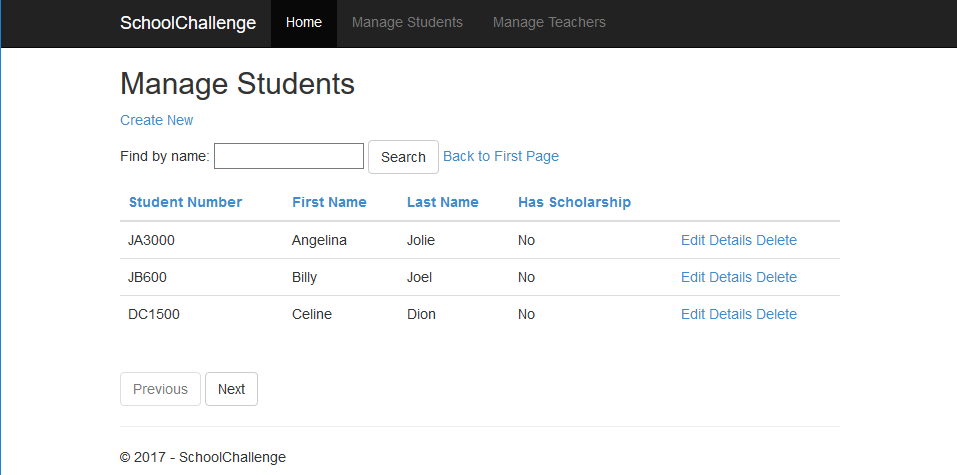 SchoolChallenge Home Manage Students Manage Teachers
Manage Students
Create New
Find by name: Search Back to First Page
Student Number First Name Last Name Has Scholarship
JA3000 Angelina Jolie No Edit Details Delete
JB600 Billy Joel No Edit Details Delete
DC1500 Celine Dion No Edit Details Delete
Previous Next
© 2017 - SchoolChallenge